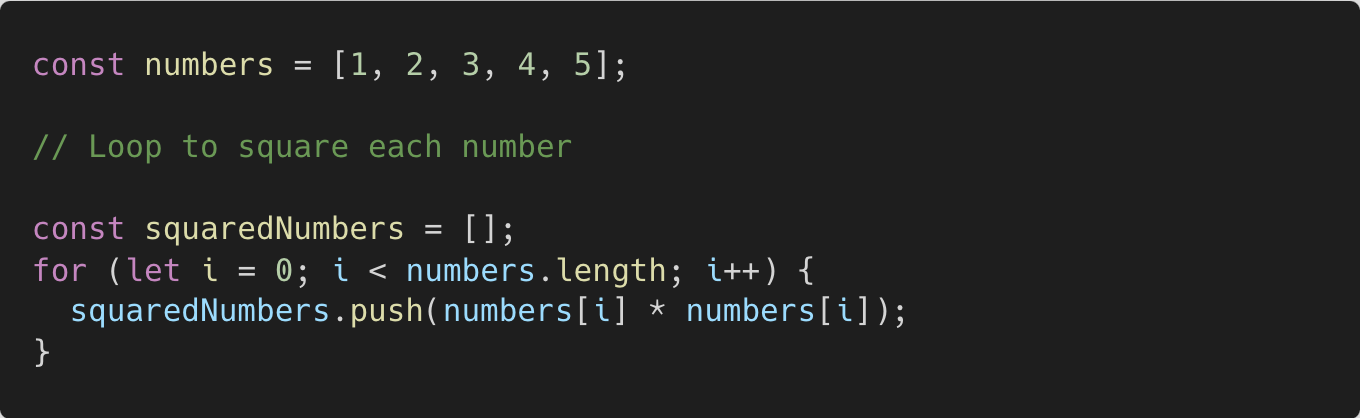 const numbers = [1, 2, 3, 4, 5];
// Loop to square each number
const squaredNumbers = [];
for (let i = 0; i < numbers.length; i++) {
  squaredNumbers.push(numbers[i] * numbers[i]);
}